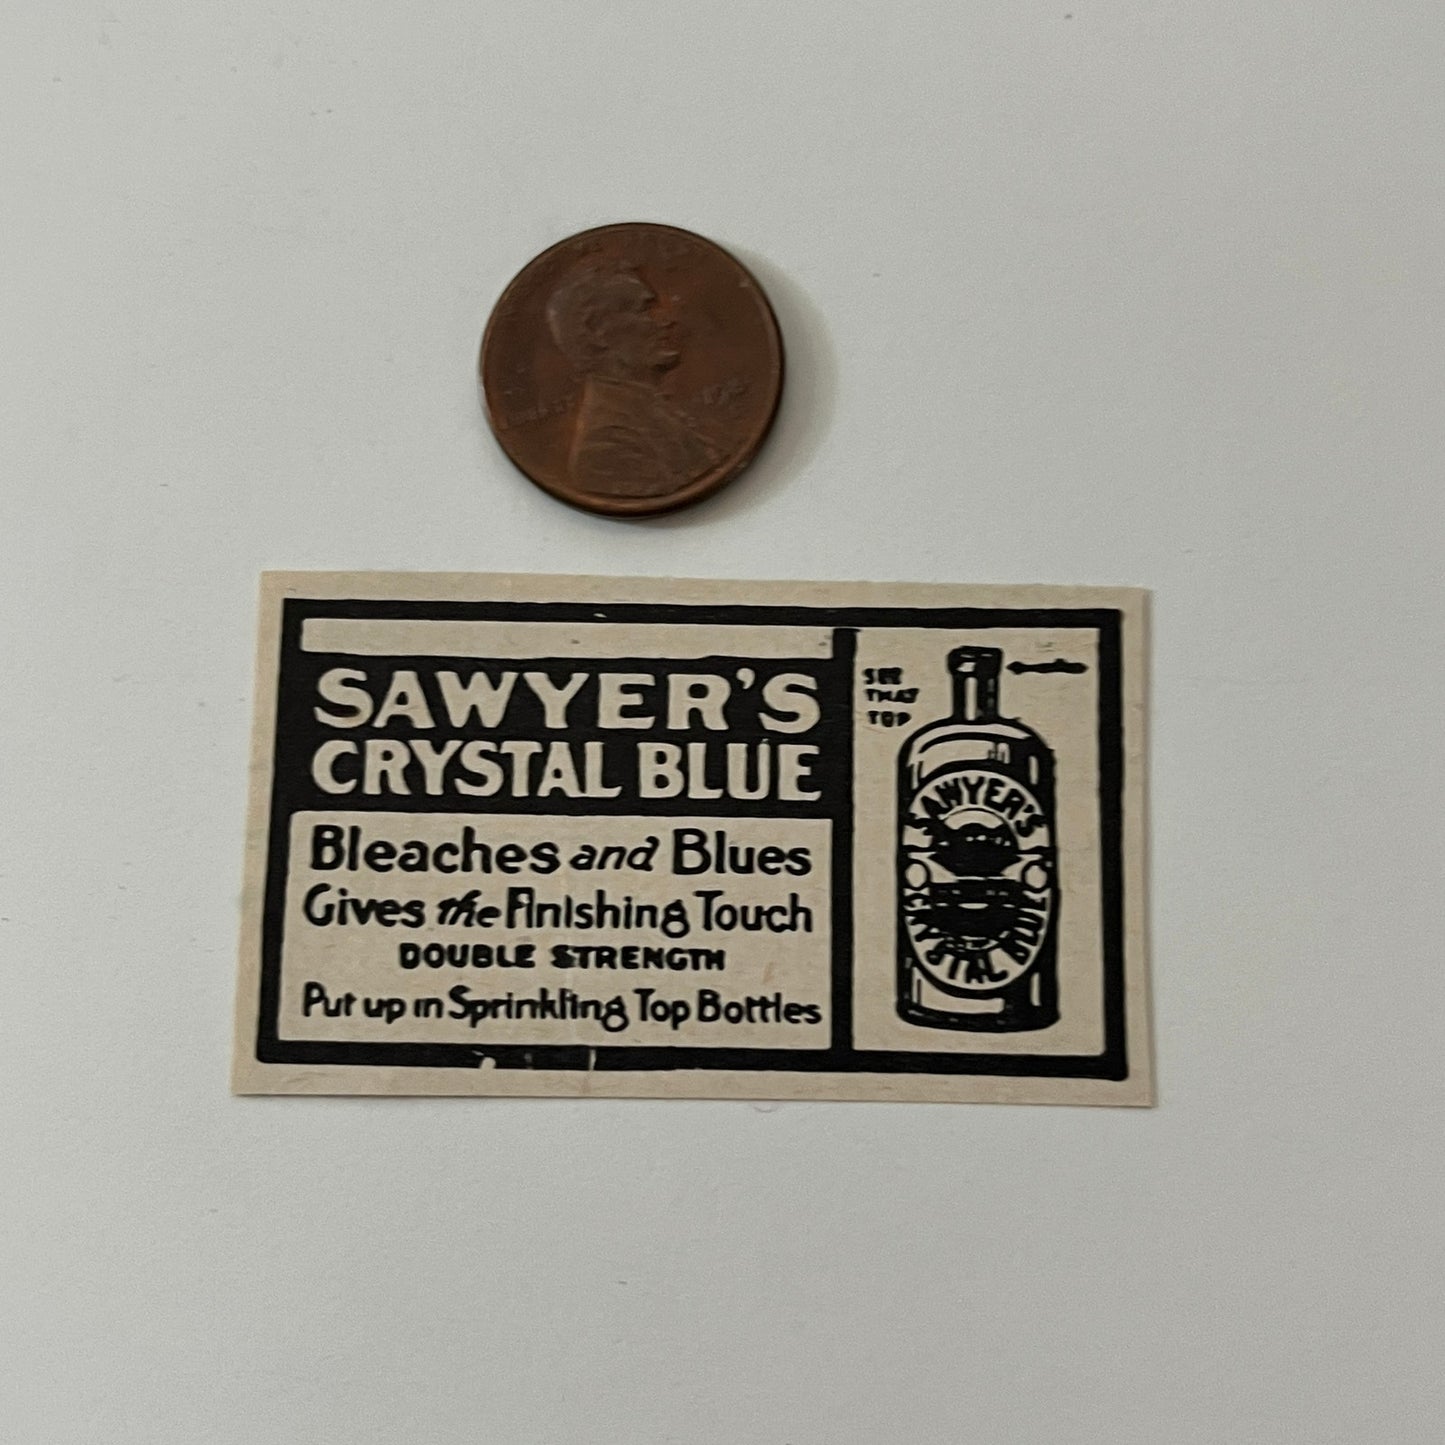 SAWYER'S
CRYSTAL BLUE
Bleaches and Blues
Gives the Finishing Touch
DOUBLE STRENGTH
Put up in Sprinkling Top Bottles
SEE
THAT
TOP
SAWYER'S
CRYSTAL BLUE